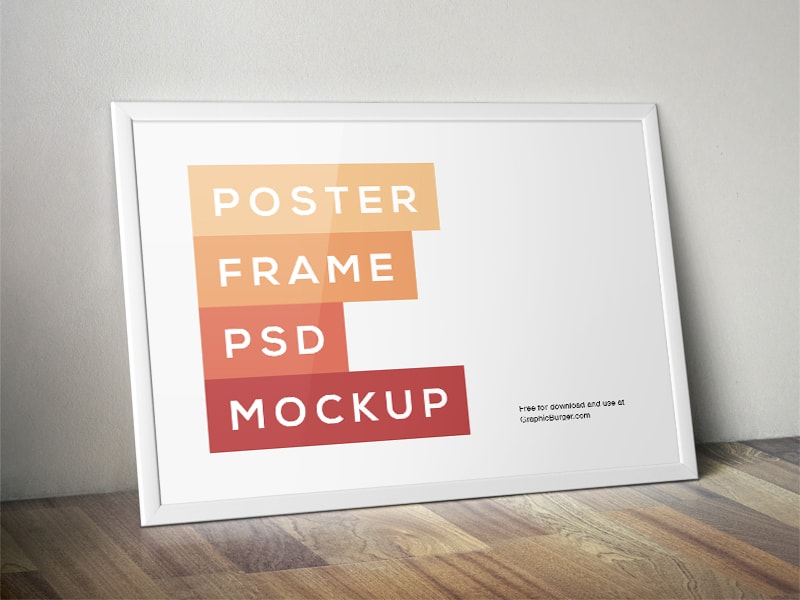 POSTER
FRAME
PSD
MOCKUP
Free for download and use at
GraphicBurger.com